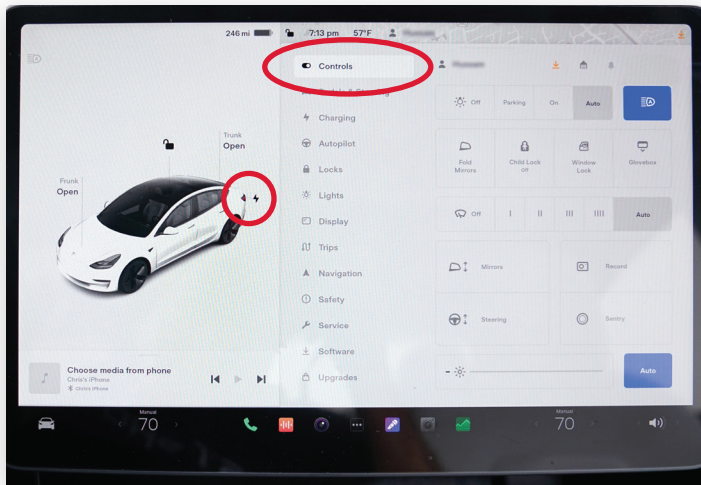 246 mi
7:13 pm
57°F
Controls
Charging
Autopilot
Locks
Lights
Display
Trips
Navigation
Safety
Service
Software
Upgrades
Trunk
Open
Frunk
Open
Off Parking On Auto
Fold
Mirrors
Child Lock
Off
Window
Lock
Glovebox
Off I II III IIII Auto
Mirrors
Record
Steering
Sentry
Auto
Choose media from phone
Chris's iPhone
Chris's iPhone
Manual
70
Manual
70